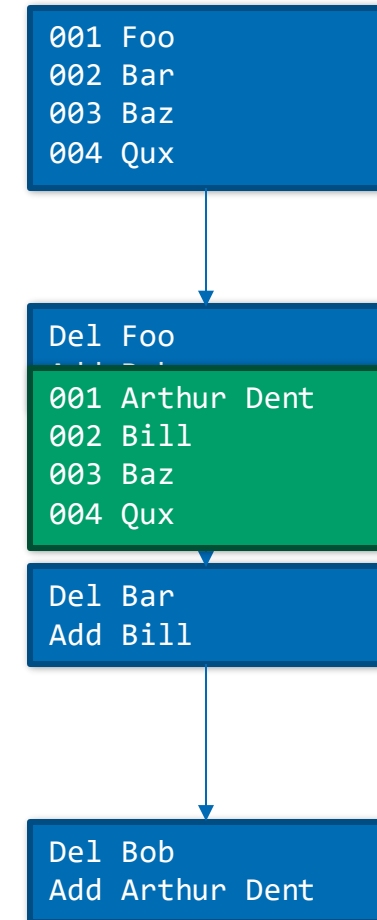 001 Foo
002 Bar
003 Baz
004 Qux
Del Foo
001 Arthur Dent
002 Bill
003 Baz
004 Qux
Del Bar
Add Bill
Del Bob
Add Arthur Dent